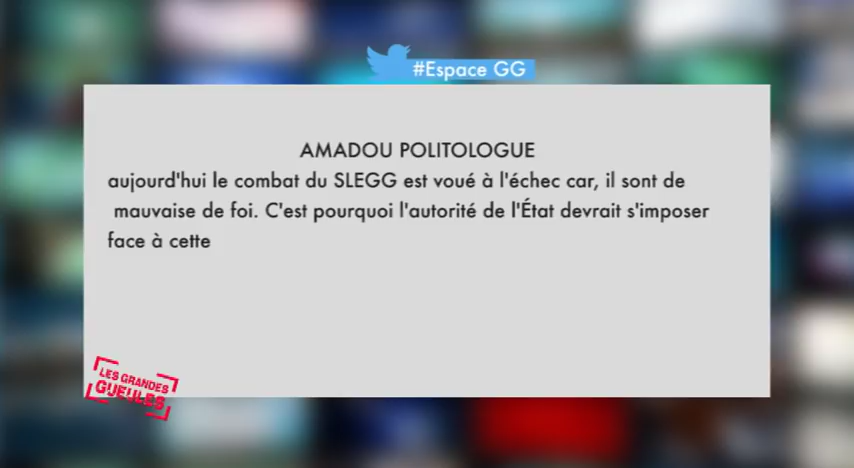 #Espace GG
AMADOU POLITOLOGUE
aujourd'hui le combat du SLEGG est voué à l'échec car, il sont de
mauvaise de foi. C'est pourquoi l'autorité de l'État devrait s'imposer
face à cette
LES GRANDES
GUEULES